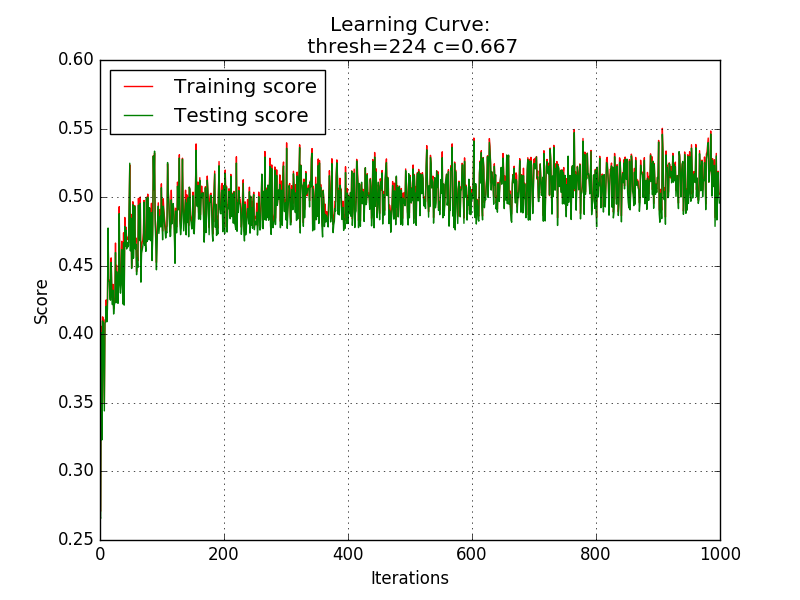 Learning Curve:
thresh=224 c=0.667
Training score
Testing score
0.60
0.55
0.50
0.45
0.40
0.35
0.30
0.25
Score
0 200 400 600 800 1000
Iterations